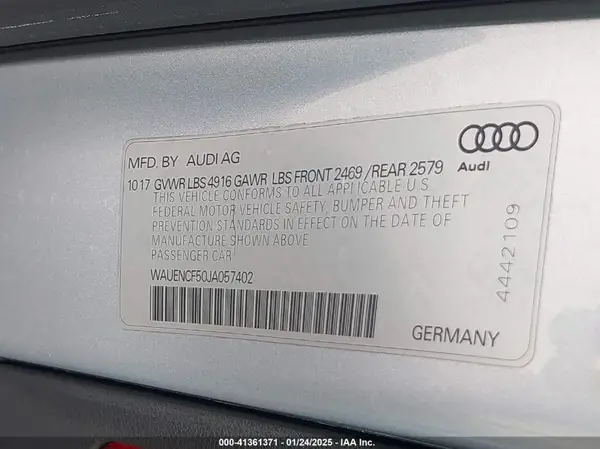 MFD. BY AUDI AG
10 17 GVWR LBS 4916 GAWR LBS FRONT 2469 /REAR 2579
THIS VEHICLE CONFORMS TO ALL APPLICABLE U.S.
FEDERAL MOTOR VEHICLE SAFETY, BUMPER AND THEFT
PREVENTION STANDARDS IN EFFECT ON THE DATE OF
MANUFACTURE SHOWN ABOVE
PASSENGER CAR
WAUENCF50JA057402
GERMANY
Audi
4442109
000-41361371 | 01/24/2025 | IAA Inc.